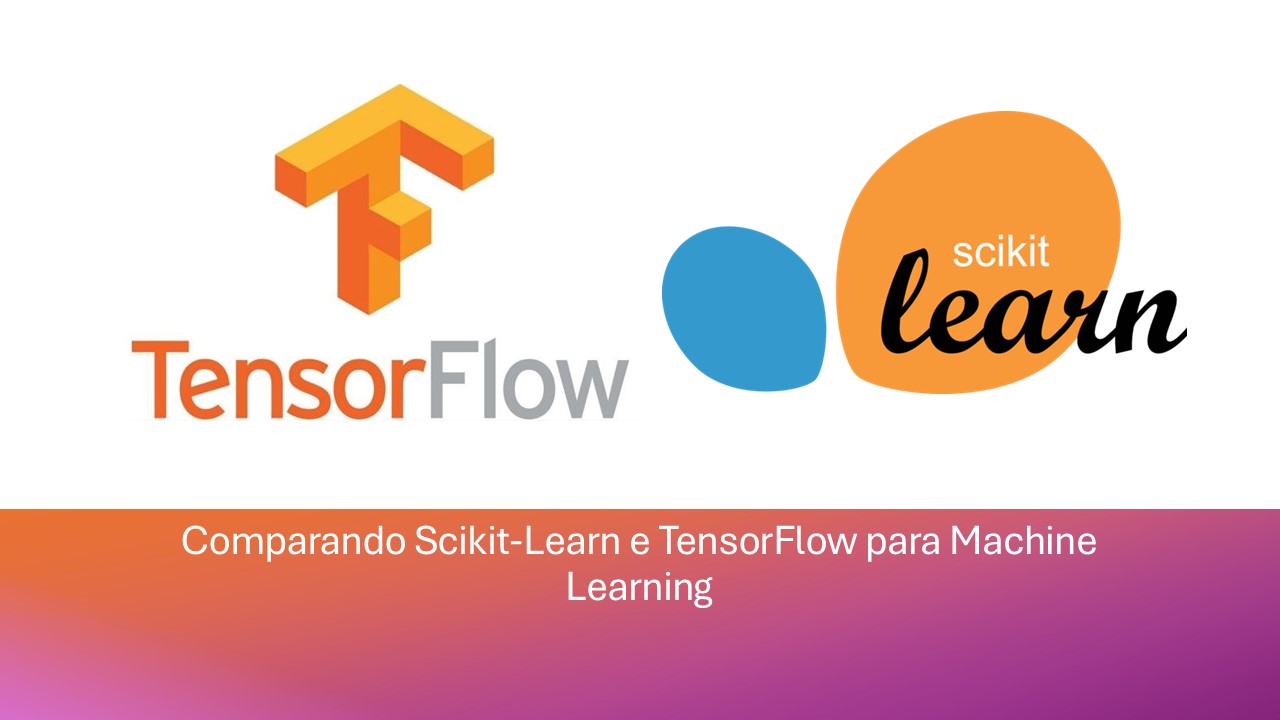 TensorFlow
scikit
learn
Comparando Scikit-Learn e TensorFlow para Machine
Learning